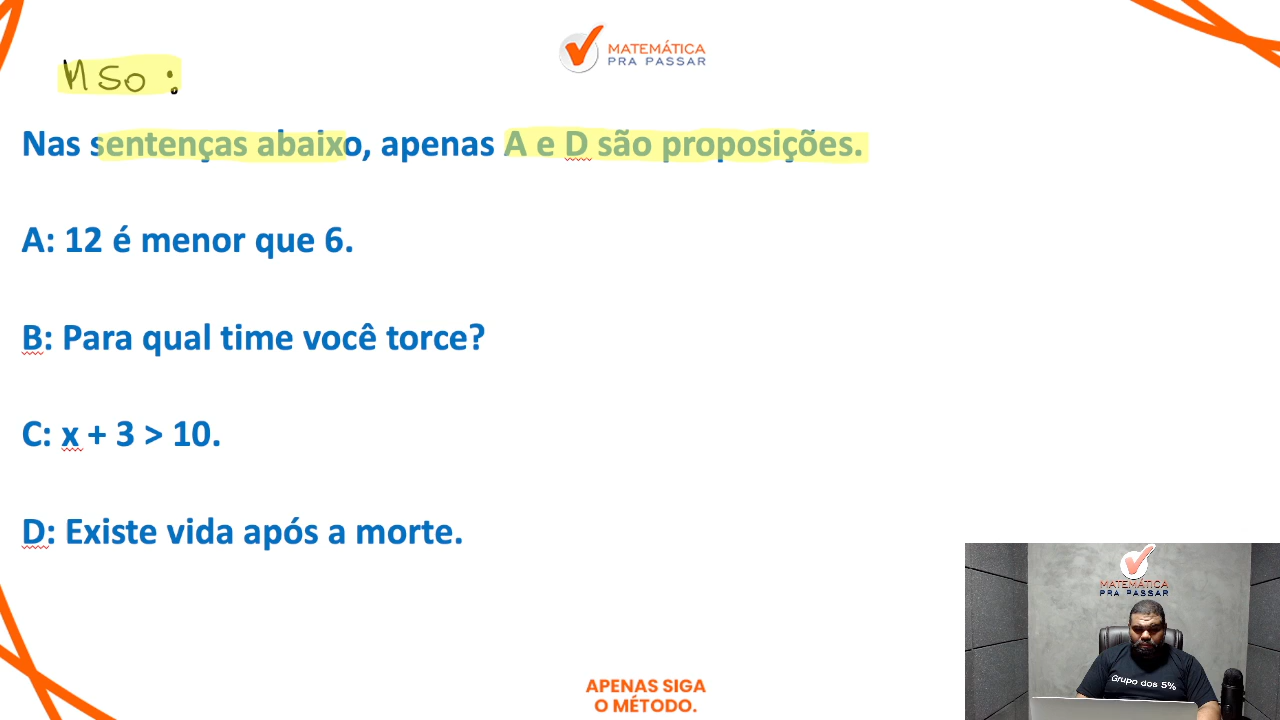 MATEMÁTICA
PRA PASSAR
MSO :
Nas sentenças abaixo, apenas A e D são proposições.
A: 12 é menor que 6.
B: Para qual time você torce?
C: x + 3 > 10.
D: Existe vida após a morte.
MATEMÁTICA
PRA PASSAR
Grupo dos 5%
APENAS SIGA
O MÉTODO.